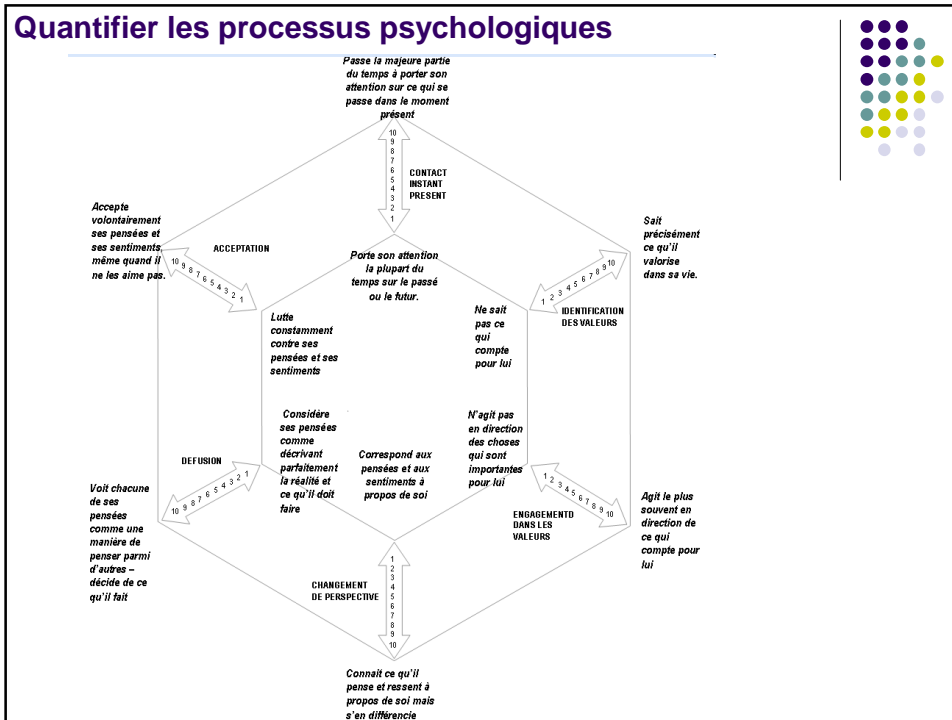 Quantifier les processus psychologiques
Passe la majeure partie
du temps à porter son
attention sur ce qui se
passe dans le moment
présent
10
9
8
7
6
5
4
3
2
1
CONTACT
INSTANT
PRESENT
Porte son attention
la plupart du
temps sur le passé
ou le futur.
Accepte
volontairement
ses pensées et
ses sentiments,
même quand il
ne les aime pas.
ACCEPTATION
10 9 8 7 6 5 4 3 2 1
Lutte
constamment
contre ses
pensées et ses
sentiments
Sait
précisément
ce qu'il
valorise
dans sa vie.
1 2 3 4 5 6 7 8 9 10
IDENTIFICATION
DES VALEURS
Ne sait
pas ce
qui
compte
pour lui
Considère
ses pensées
comme
décrivant
parfaitement
la réalité et
ce qu'il doit
faire
DEFUSION
10 9 8 7 6 5 4 3 2 1
Voit chacune
de ses
pensées
comme une
manière de
penser parmi
d'autres –
décide de ce
qu'il fait
Correspond aux
pensées et aux
sentiments à
propos de soi
N'agit pas
en direction
des choses
qui sont
importantes
pour lui
1 2 3 4 5 6 7 8 9 10
ENGAGEMENTD
DANS LES
VALEURS
Agit le plus
souvent en
direction de
ce qui
compte pour
lui
CHANGEMENT
DE PERSPECTIVE
1
2
3
4
5
6
7
8
9
10
Connait ce qu'il
pense et ressent à
propos de soi mais
s'en différencie